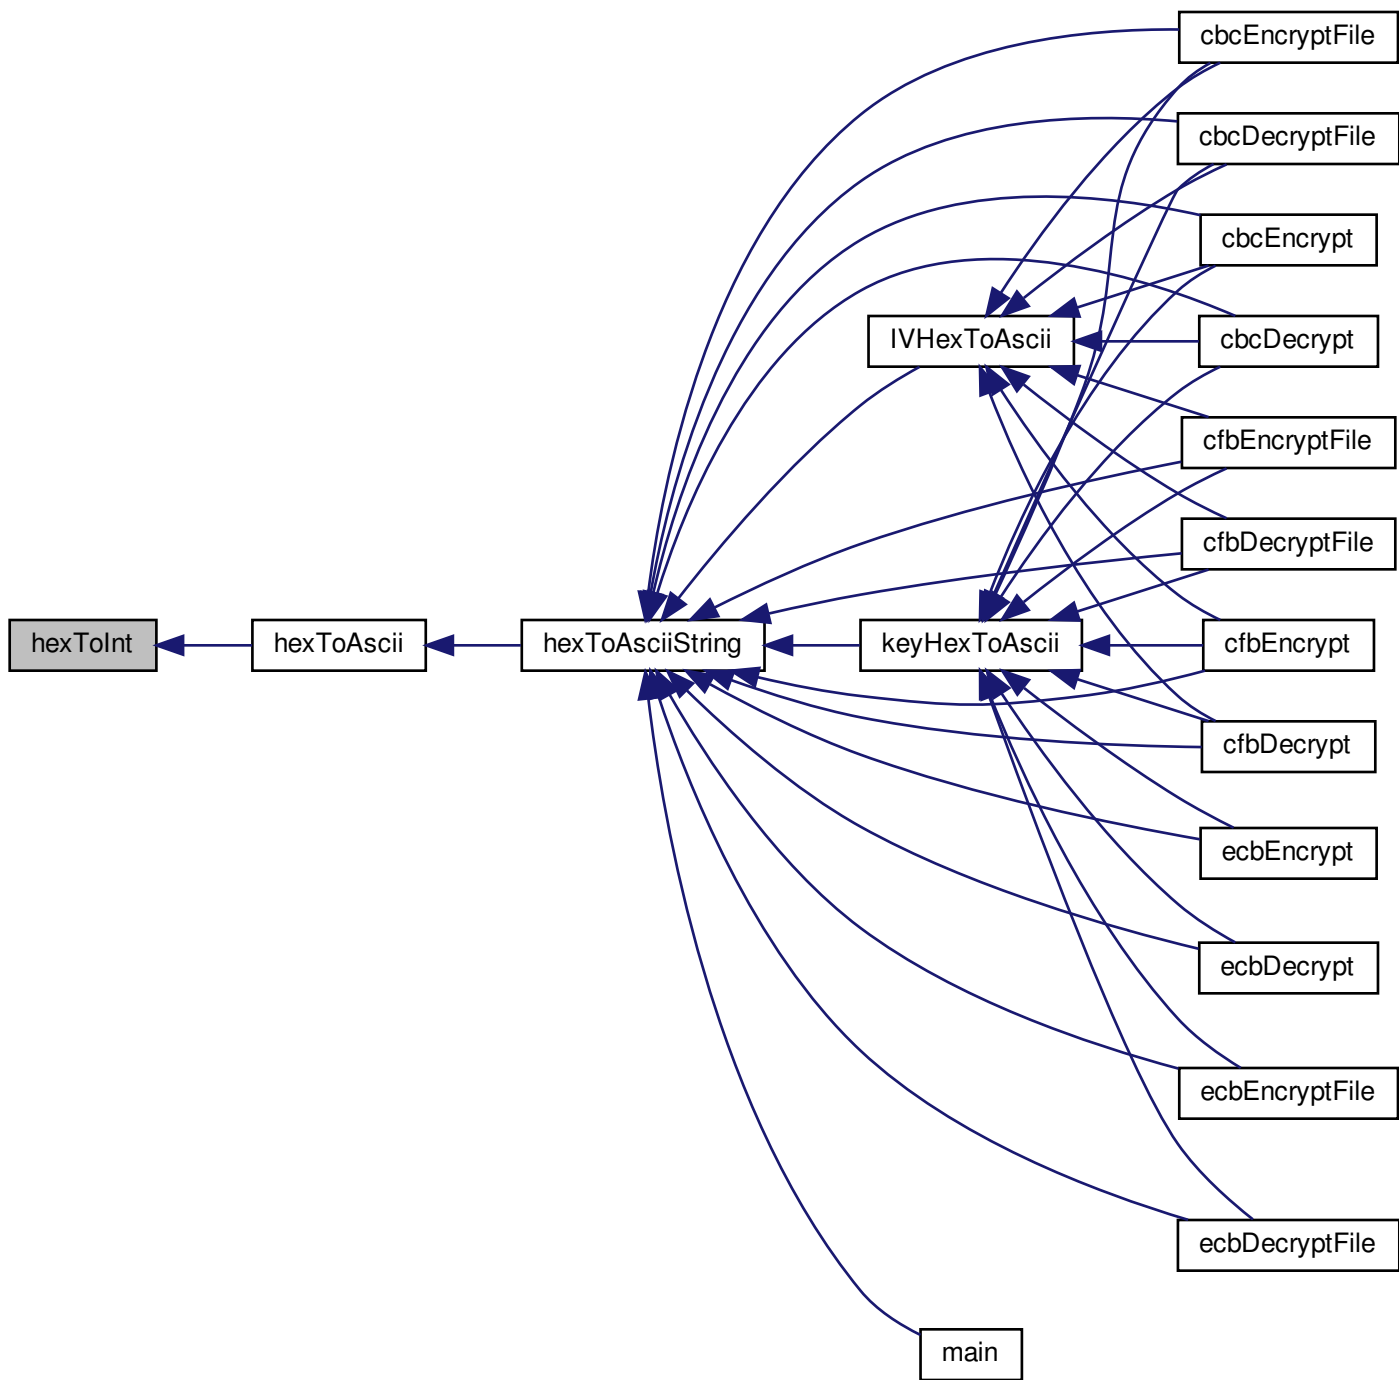 cbcEncryptFile
cbcDecryptFile
cbcEncrypt
IVHexToAscii
cbcDecrypt
cfbEncryptFile
cfbDecryptFile
hexToInt
hexToAscii
hexToAsciiString
keyHexToAscii
cfbEncrypt
cfbDecrypt
ecbEncrypt
ecbDecrypt
ecbEncryptFile
ecbDecryptFile
main